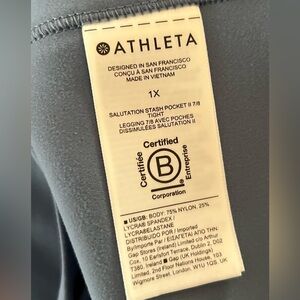 ATHLETA
DESIGNED IN SAN FRANCISCO
CONÇU À SAN FRANCISCO
MADE IN VIETNAM
1X
SALUTATION STASH POCKET II 7/8
TIGHT
LEGGING 7/8 AVEC POCHES
DISSIMULÉES SALUTATION II
Certified
Certifiée
B
Entreprise
Corporation
US/GB: BODY: 75% NYLON, 25%
LYCRA® SPANDEX /
LYCRA® ELASTANE
DISTRIBUIDO POR / Imported
By/Importe Par / ΕΙΣΑΓΕΤΑΙ ΑΠΟ ΤΗΝ:
Gap Stores (Ireland) Limited c/o Arthur
Cox, 10 Earlsfort Terrace, Dublin 2, D02
T380, Ireland Gap (UK Holdings)
Limited, 2nd Floor Nations House, 103
Wigmore Street, London, W1U 1QS, UK